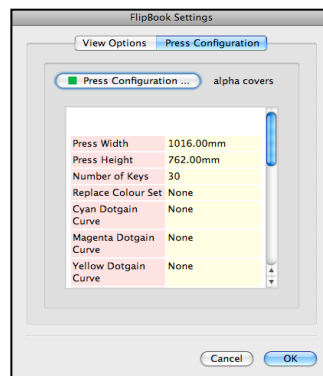 FlipBook Settings
View Options Press Configuration
Press Configuration ... alpha covers
Press Width 1016.00mm
Press Height 762.00mm
Number of Keys 30
Replace Colour Set None
Cyan Dotgain None
Curve
Magenta Dotgain None
Curve
Yellow Dotgain None
Curve
Cancel OK